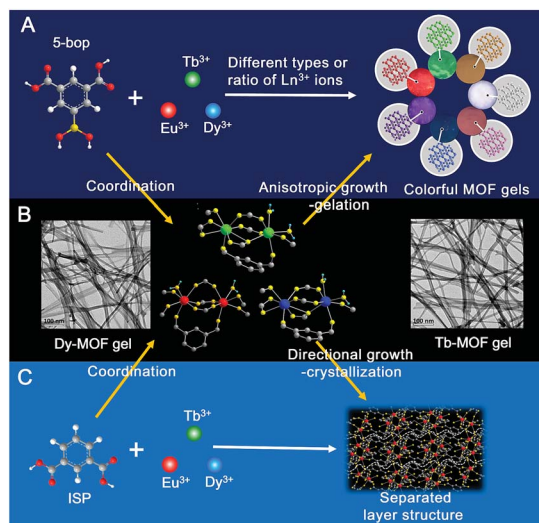 A
5-bop
Tb3+
Eu3+
Dy3+
Different types or
ratio of Ln3+ ions
Colorful MOF gels
Coordination
Anisotropic growth
-gelation
B
100 nm
Dy-MOF gel
100 nm
Tb-MOF gel
Coordination
Directional growth
-crystallization
C
ISP
Tb3+
Eu3+
Dy3+
Separated
layer structure